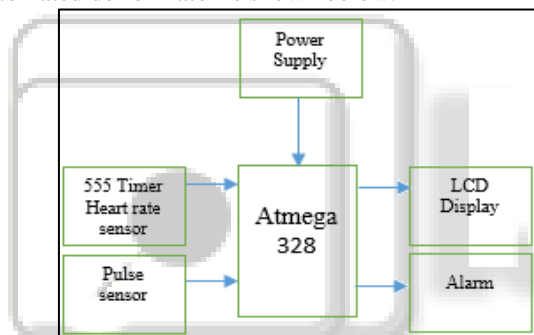 Power
Supply
555 Timer
Heart rate
sensor
Atmega
328
LCD
Display
Pulse
sensor
Alarm